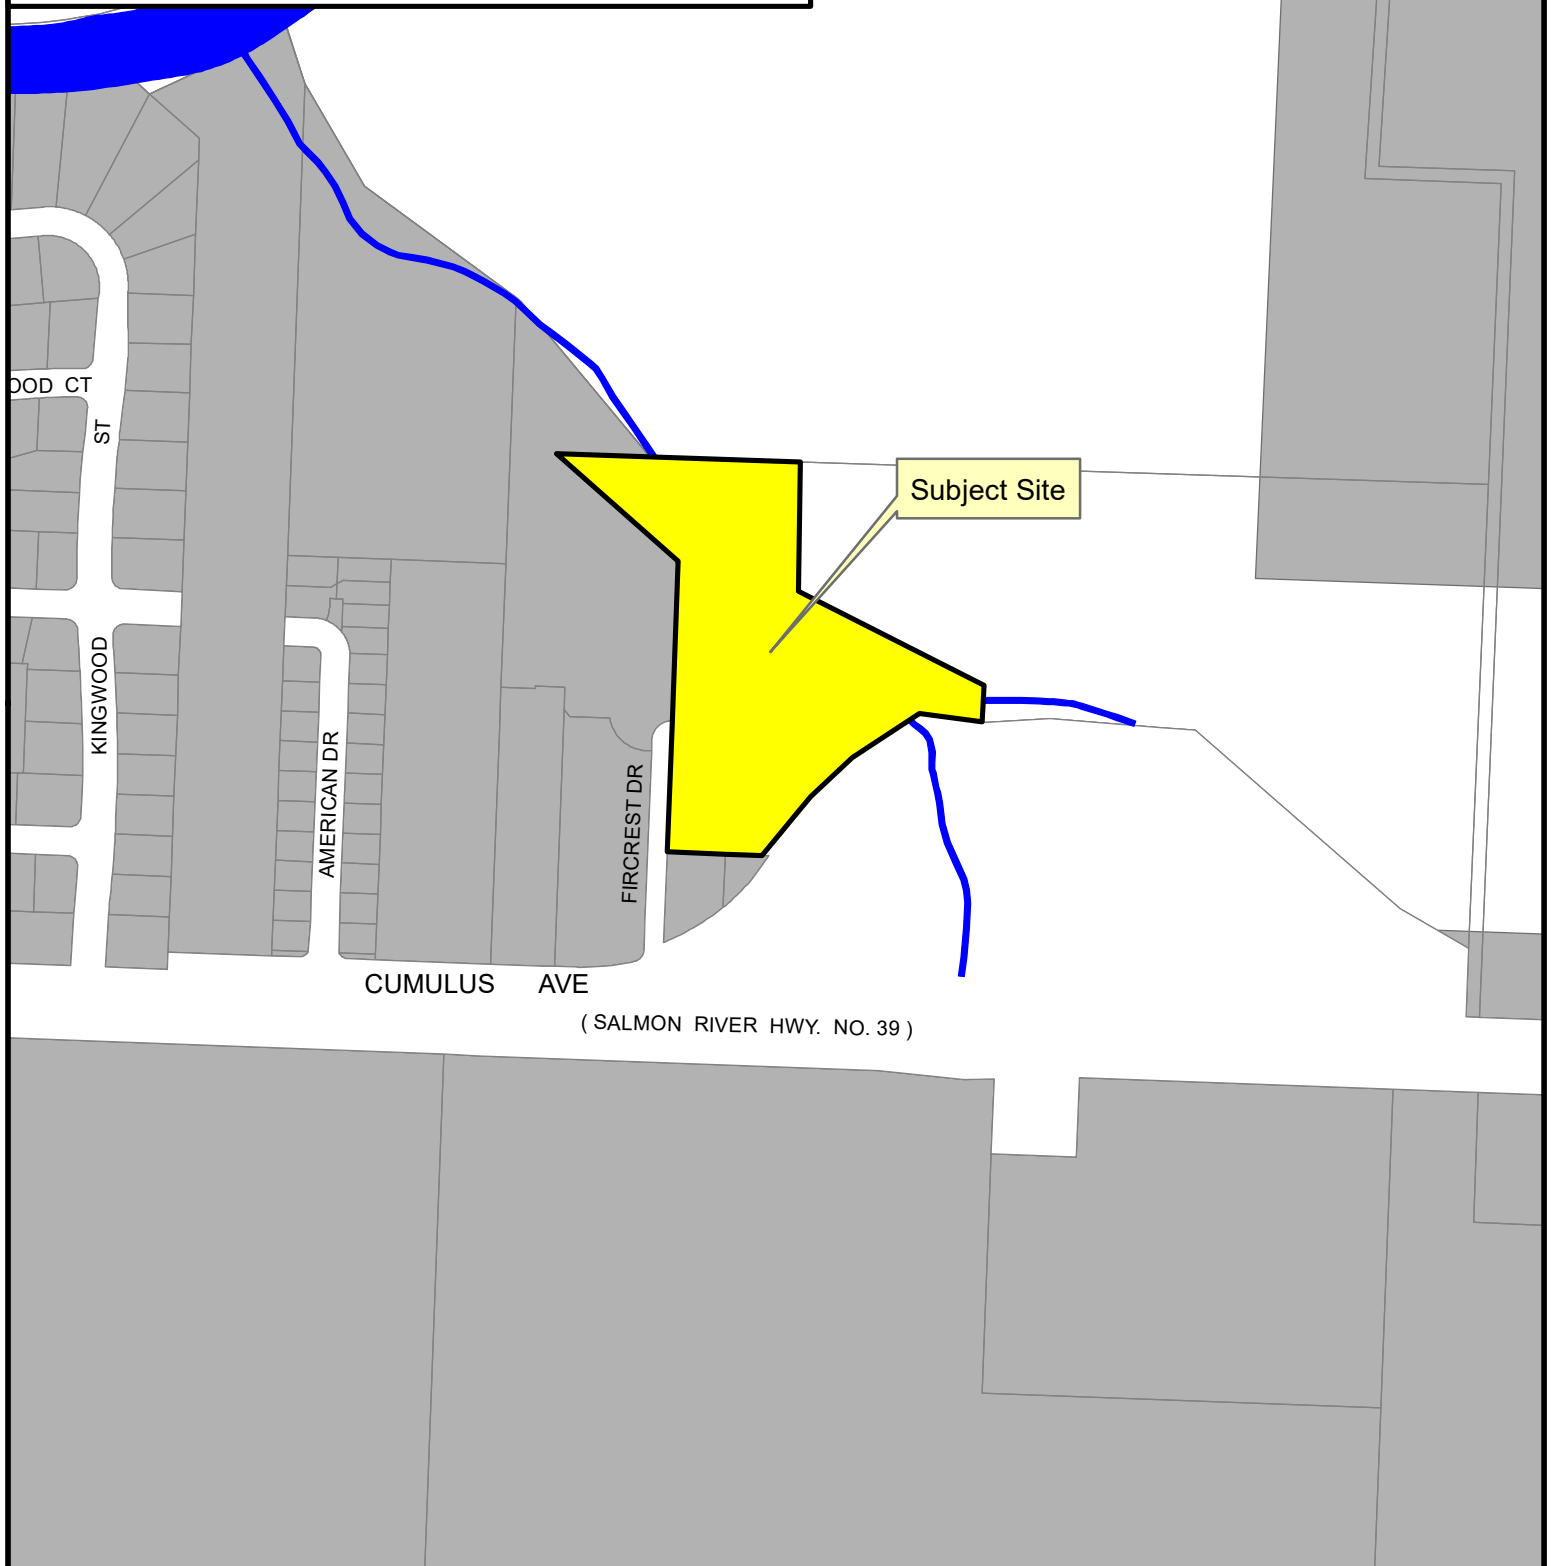 OOD CT
ST
Subject Site
KINGWOOD
AMERICAN DR
FIRCREST DR
CUMULUS AVE
( SALMON RIVER HWY. NO. 39 )